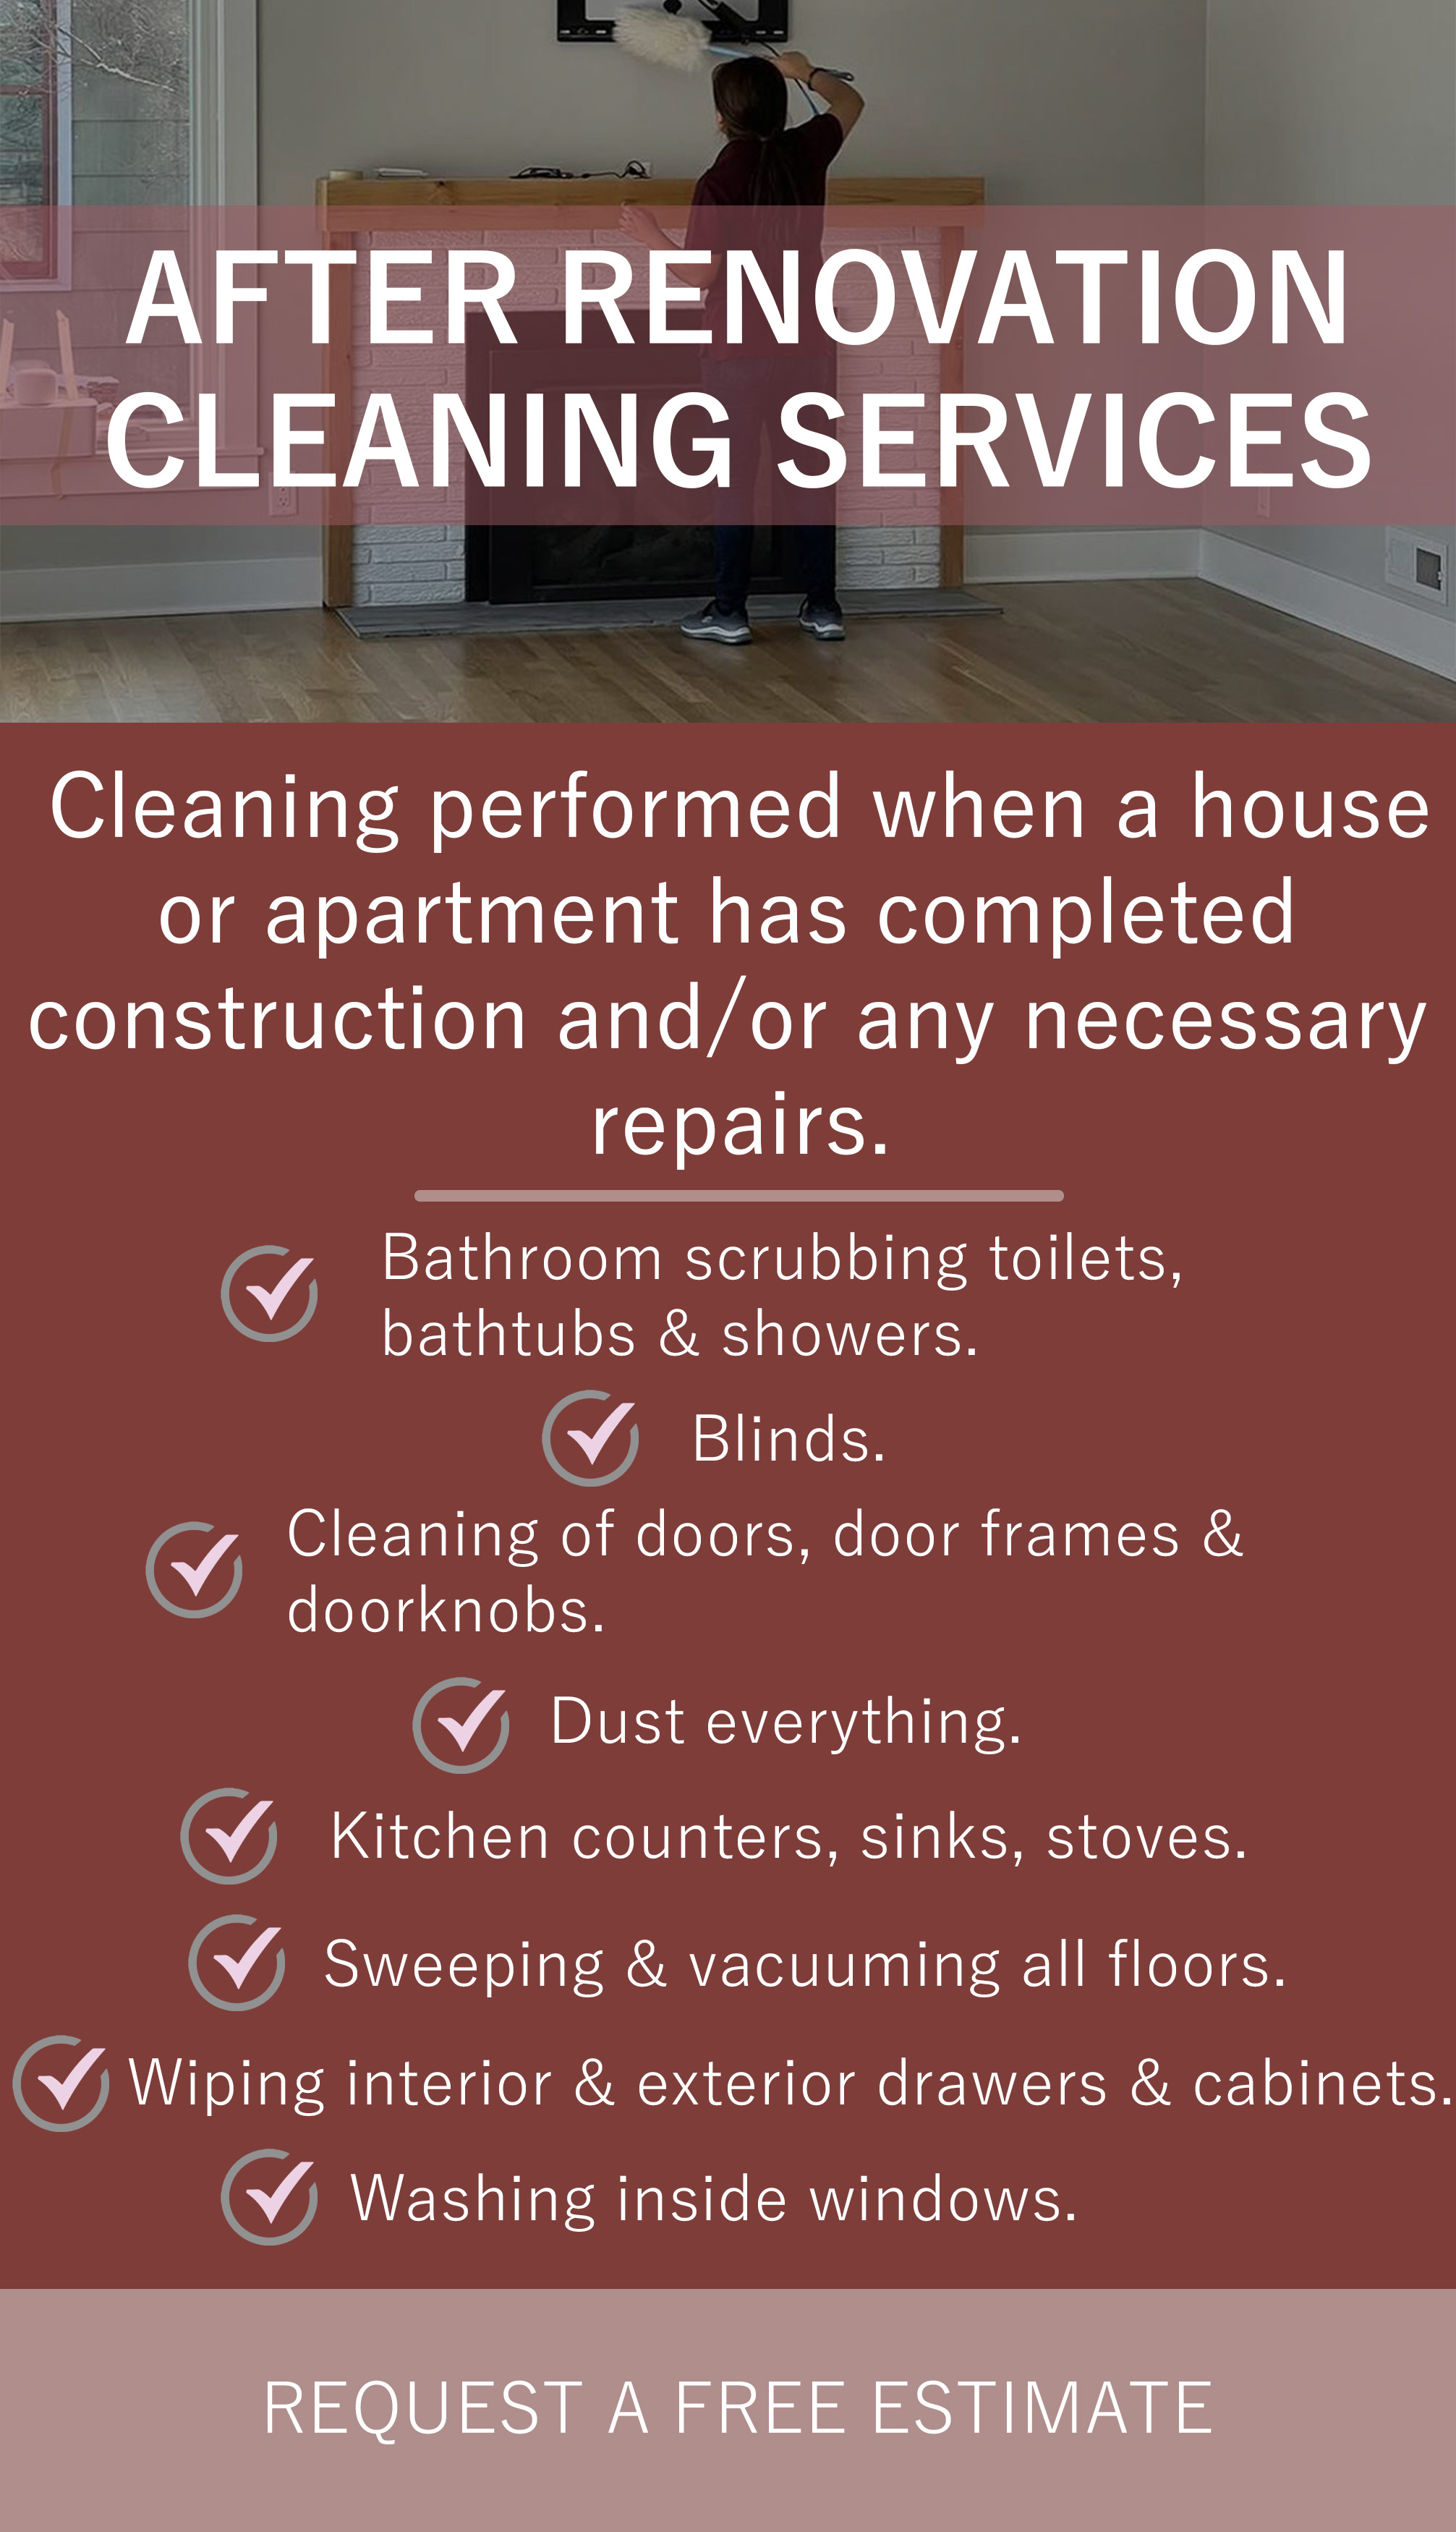 AFTER RENOVATION
CLEANING SERVICES
Cleaning performed when a house
or apartment has completed
construction and/or any necessary
repairs.
Bathroom scrubbing toilets,
bathtubs & showers.
Blinds.
Cleaning of doors, door frames &
doorknobs.
Dust everything.
Kitchen counters, sinks, stoves.
Sweeping & vacuuming all floors.
Wiping interior & exterior drawers & cabinets.
Washing inside windows.
REQUEST A FREE ESTIMATE